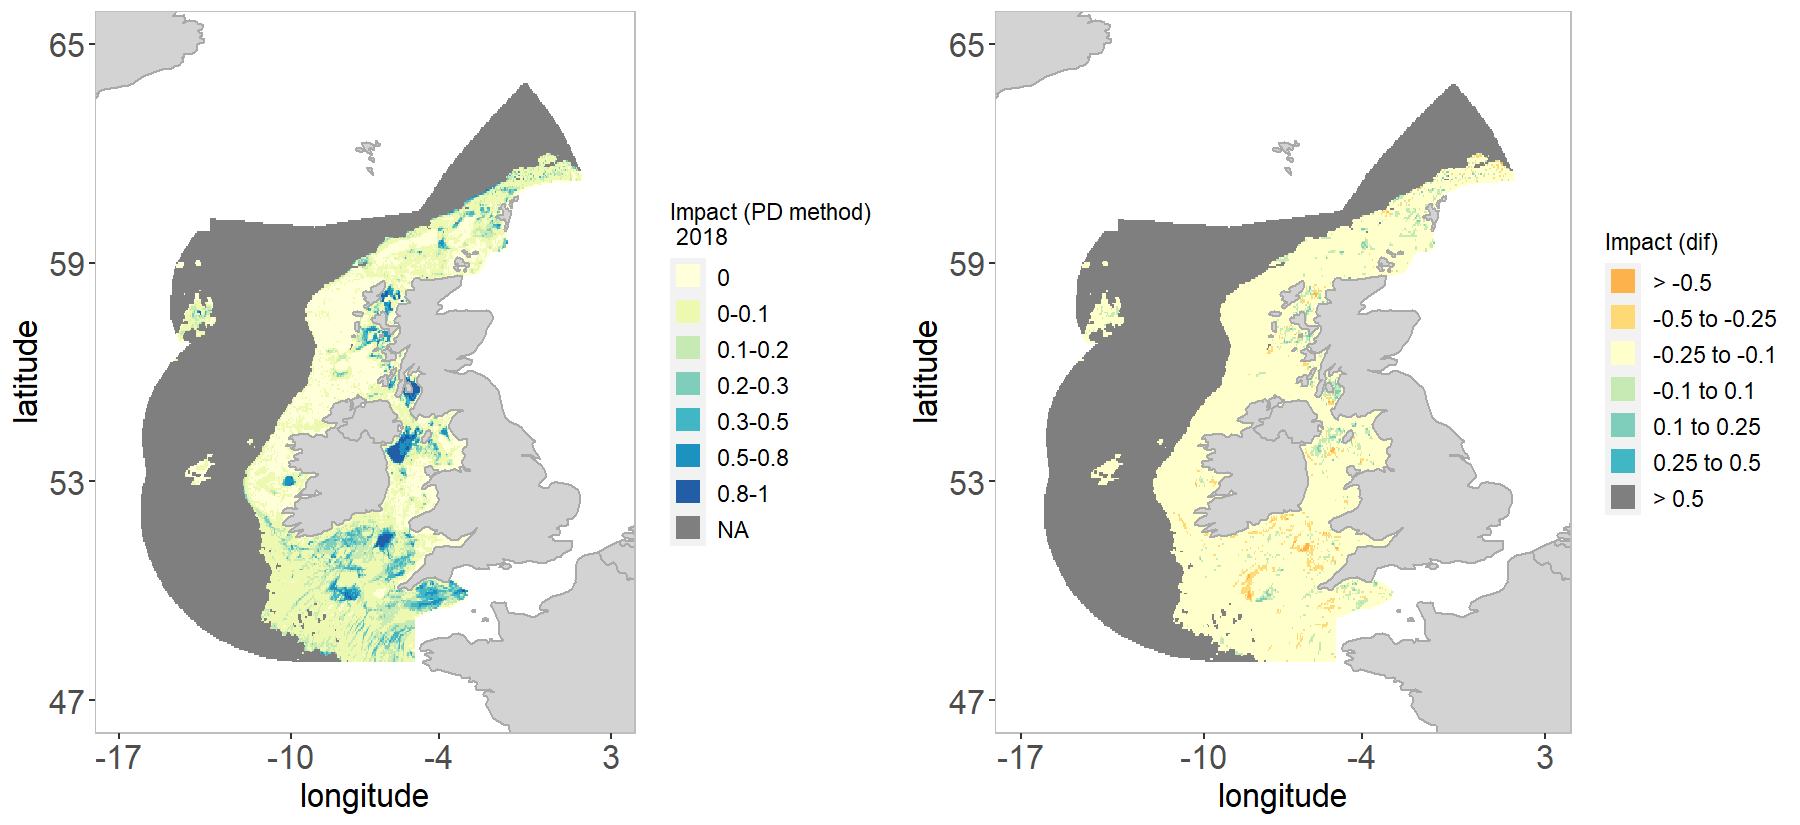 65
59
53
47
latitude
-17
-10
-4
3
longitude
Impact (PD method)
2018
0
0-0.1
0.1-0.2
0.2-0.3
0.3-0.5
0.5-0.8
0.8-1
NA
65
59
53
47
latitude
-17
-10
-4
3
longitude
Impact (dif)
> -0.5
-0.5 to -0.25
-0.25 to -0.1
-0.1 to 0.1
0.1 to 0.25
0.25 to 0.5
> 0.5